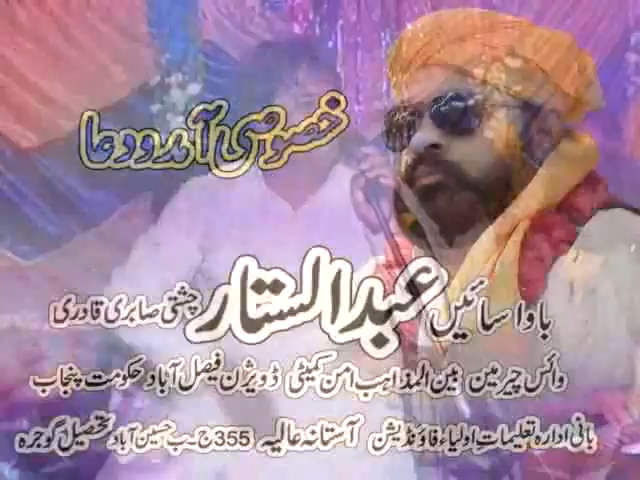 خصوصی آمد و دعا
باوا سائیں عبدالستار چشتی صابری قادری
وائس چیرمین بین المذاہب امن کمیٹی ڈویژن فیصل آباد حکومت پنجاب
بانی ادارہ تعلیمات اولیاء فاؤنڈیشن آستانہ عالیہ 355 ج۔ب حسین آباد تحصیل گوجرہ